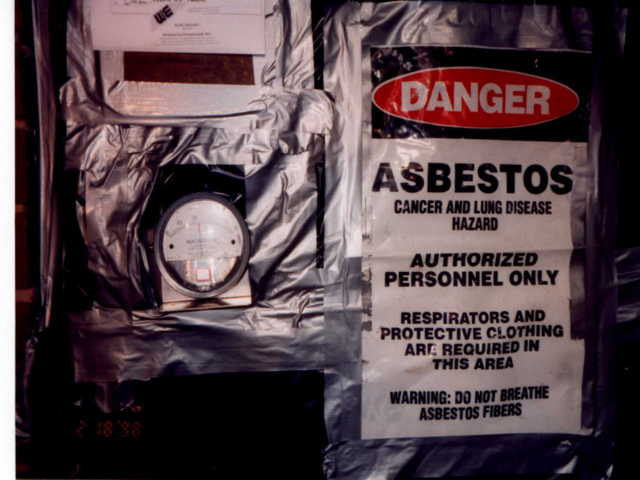 DANGER
ASBESTOS
CANCER AND LUNG DISEASE
HAZARD
AUTHORIZED
PERSONNEL ONLY
RESPIRATORS AND
PROTECTIVE CLOTHING
ARE REQUIRED IN
THIS AREA
WARNING: DO NOT BREATHE
ASBESTOS FIBERS